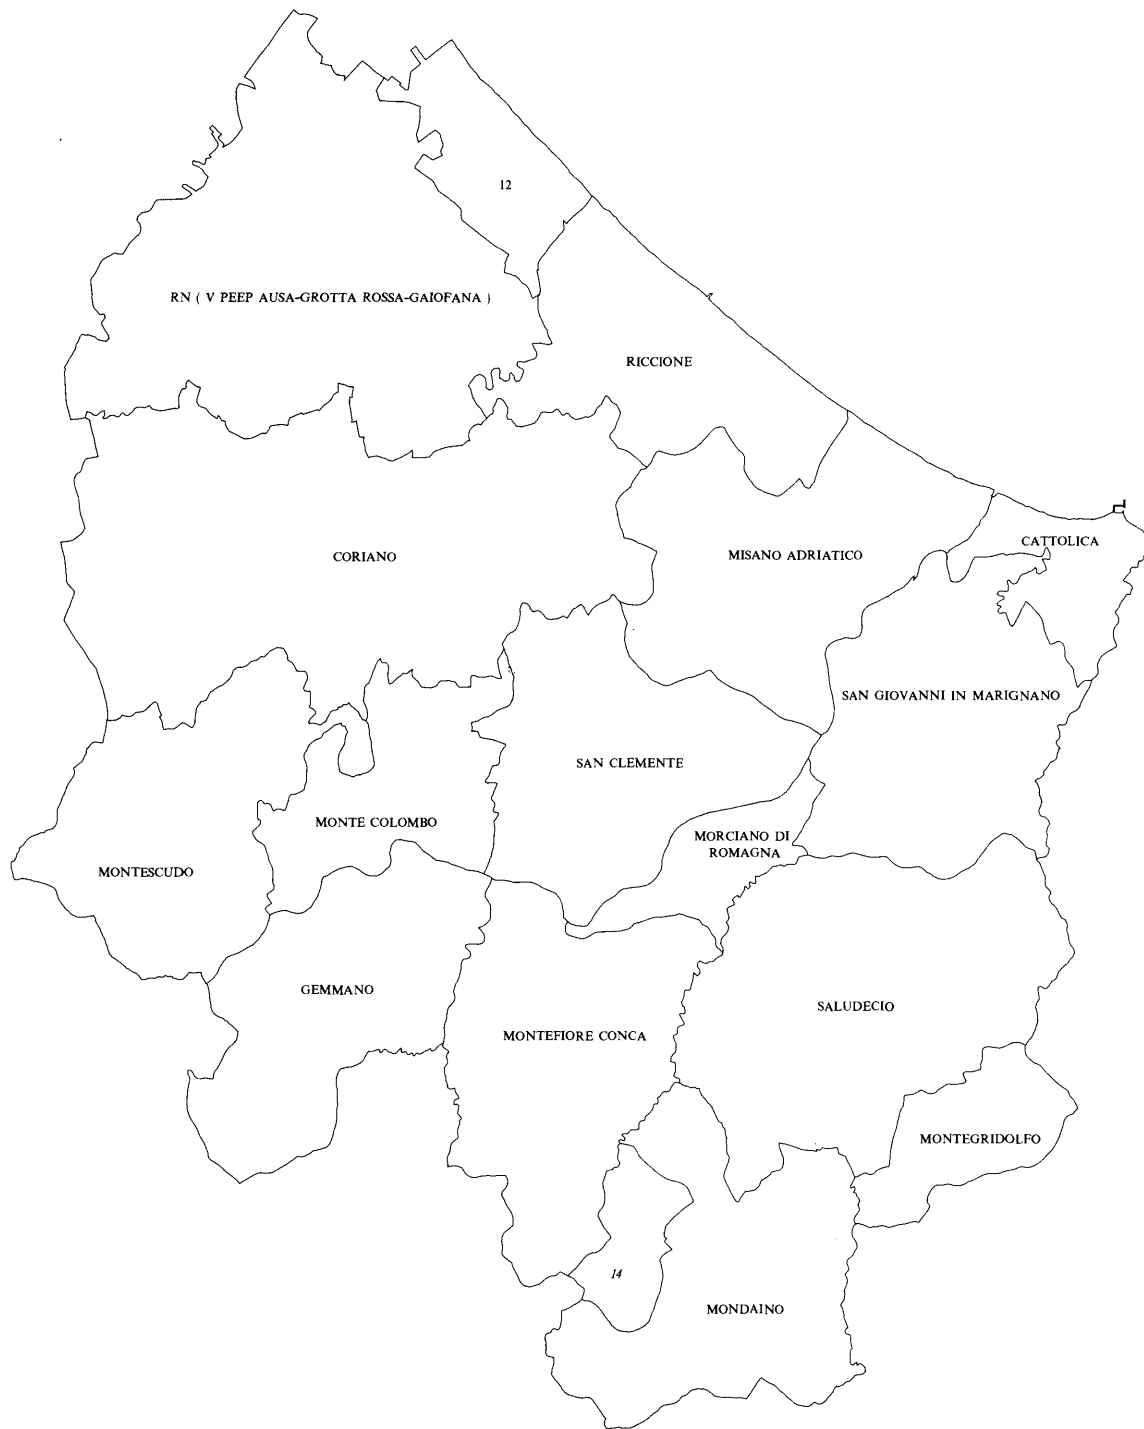 12
RN ( V PEEP AUSA-GROTTA ROSSA-GAIOFANA )
RICCIONE
CATTOLICA
CORIANO
MISANO ADRIATICO
SAN GIOVANNI IN MARIGNANO
SAN CLEMENTE
MONTE COLOMBO
MORCIANO DI
ROMAGNA
MONTESCUDO
GEMMANO
SALUDECIO
MONTEFIORE CONCA
MONTEGRIDOLFO
14
MONDAINO